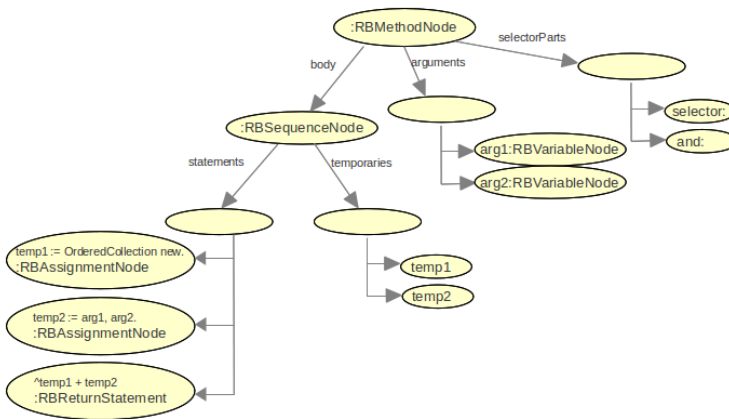 :RBMethodNode
selectorParts
body
arguments
selector:
:RBSequenceNode
and:
arg1:RBVariableNode
statements
temporaries
arg2:RBVariableNode
temp1 := OrderedCollection new.
:RBAssignmentNode
temp1
temp2
temp2 := arg1, arg2.
:RBAssignmentNode
^temp1 + temp2
:RBReturnStatement